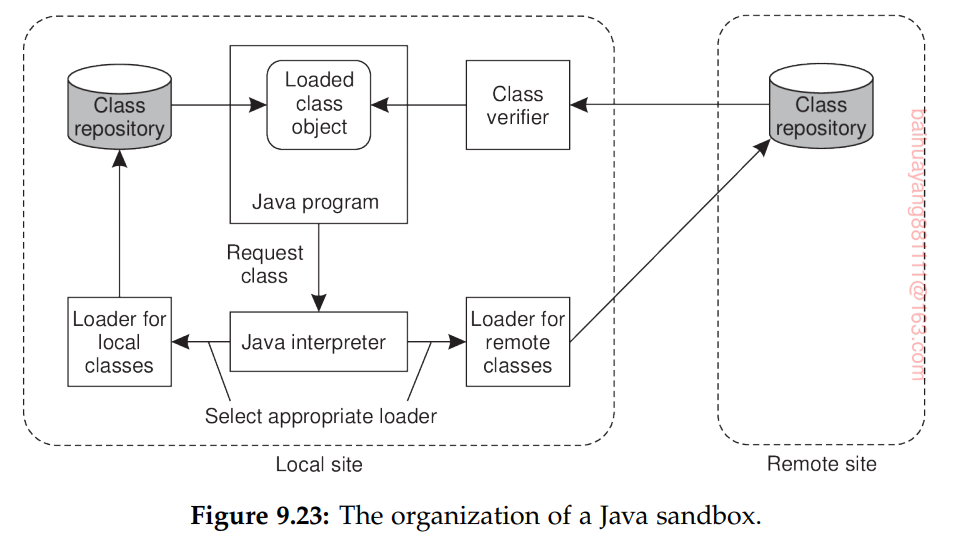 Class
repository
Loaded
class
object
Class
verifier
Class
repository
Java program
Request
class
Loader for
local
classes
Java interpreter
Loader for
remote
classes
Select appropriate loader
Local site
Remote site
Figure 9.23: The organization of a Java sandbox.
bainuayang881111@163.com